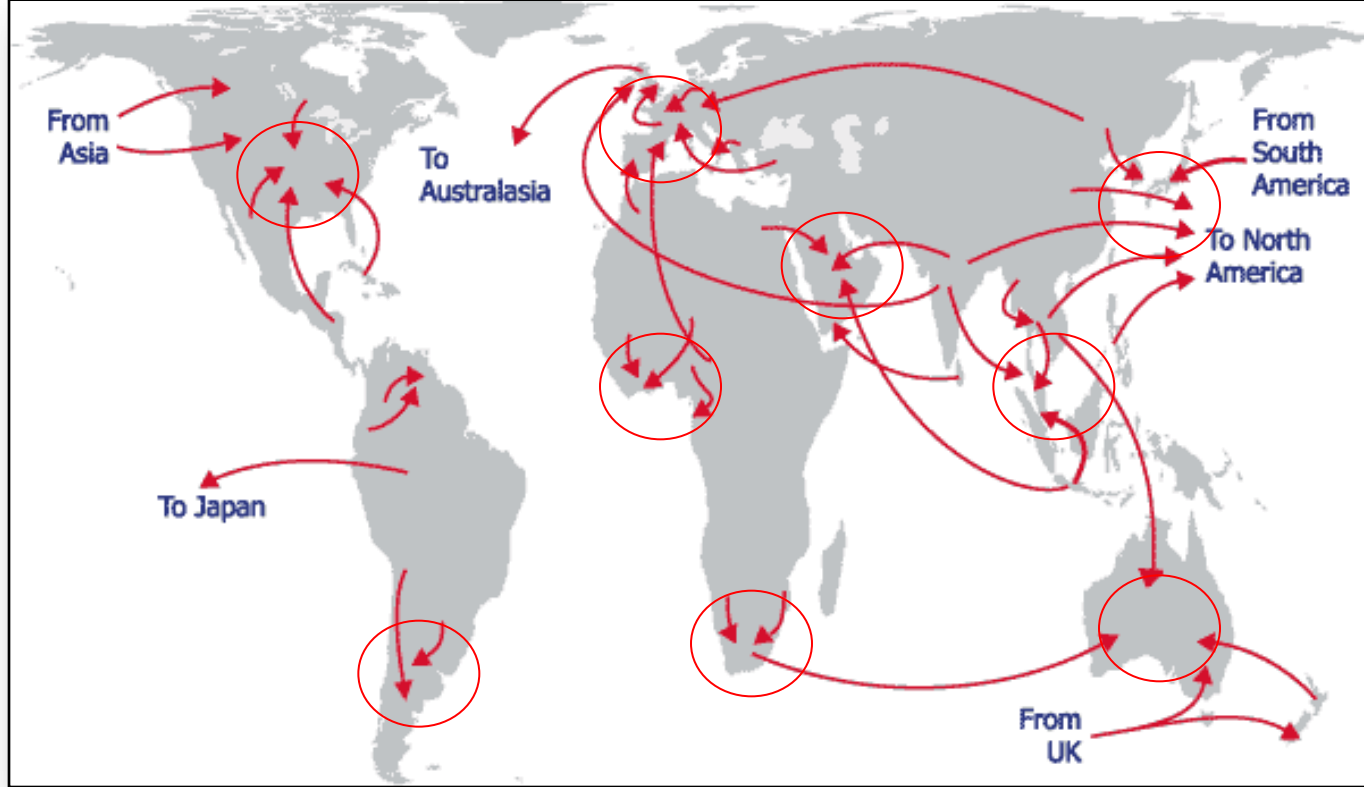 From
Asia
To
Australasia
From
South
America
To North
America
To Japan
From
UK